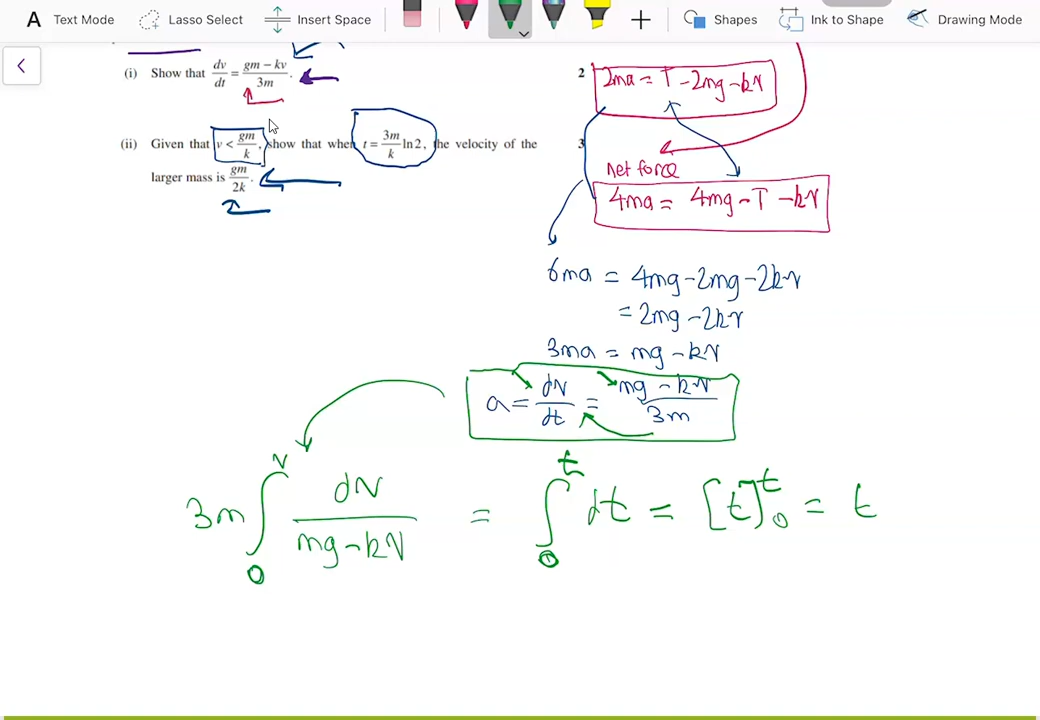 A Text Mode Lasso Select Insert Space Shapes Ink to Shape Drawing Mode
(i) Show that dv/dt = gm − kv/3m.
(ii) Given that v < gm/k, show that when t = 3m/k ln 2, the velocity of the
larger mass is gm/2k.
2
2ma = T − 2mg − kv
3
net force
4ma = 4mg − T − kv
6ma = 4mg − 2mg − 2kv
= 2mg − 2kv
3ma = mg − kv
a = dv/dt = mg − kv/3m
3m ∫₀ᵛ dv/mg − kv = ∫₀ᵗ dt = [t]₀ᵗ = t